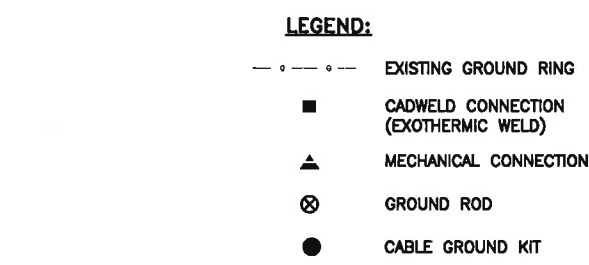 LEGEND:
EXISTING GROUND RING
CADWELD CONNECTION
(EXOTHERMIC WELD)
MECHANICAL CONNECTION
GROUND ROD
CABLE GROUND KIT